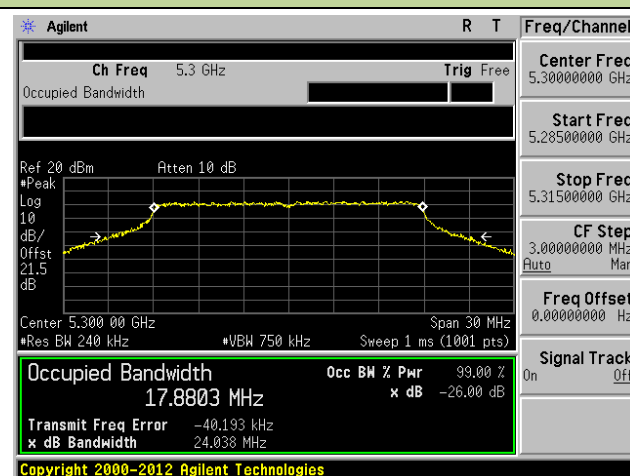 Agilent R T Freq/Channel
Ch Freq 5.3 GHz Trig Free
Occupied Bandwidth
Center Freq
5.30000000 GHz
Start Freq
5.28500000 GHz
Stop Freq
5.31500000 GHz
CF Step
3.00000000 MHz
Auto Man
Freq Offset
0.00000000 Hz
Signal Track
On Off
Ref 20 dBm Atten 10 dB
#Peak
Log
10
dB/
Offst
21.5
dB
Center 5.300 00 GHz Span 30 MHz
#Res BW 240 kHz #VBW 750 kHz Sweep 1 ms (1001 pts)
Occupied Bandwidth Occ BW % Pwr 99.00 %
17.8803 MHz x dB -26.00 dB
Transmit Freq Error -40.193 kHz
x dB Bandwidth 24.038 MHz
Copyright 2000-2012 Agilent Technologies